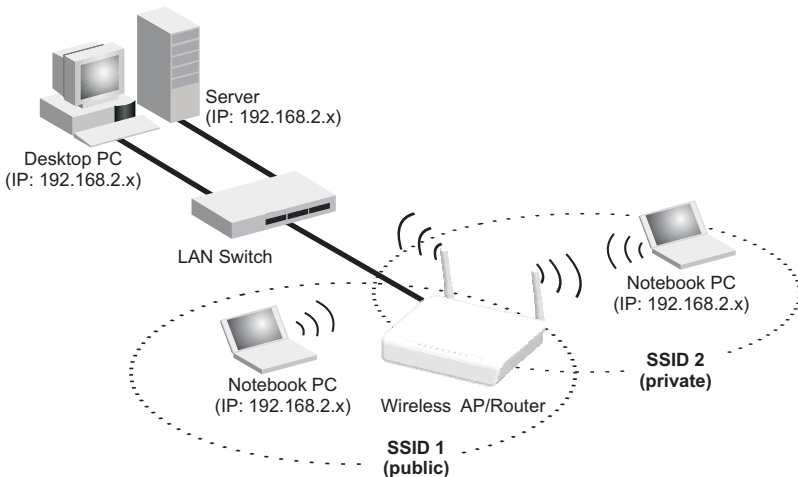 Server
(IP: 192.168.2.x)
Desktop PC
(IP: 192.168.2.x)
LAN Switch
Notebook PC
(IP: 192.168.2.x)
Notebook PC
(IP: 192.168.2.x)
Wireless AP/Router
SSID 2
(private)
SSID 1
(public)